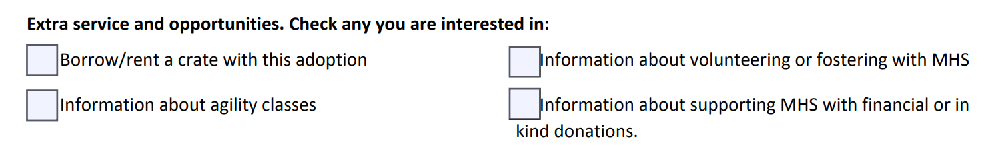 Extra service and opportunities. Check any you are interested in:
Borrow/rent a crate with this adoption
Information about volunteering or fostering with MHS
Information about agility classes
Information about supporting MHS with financial or in
kind donations.